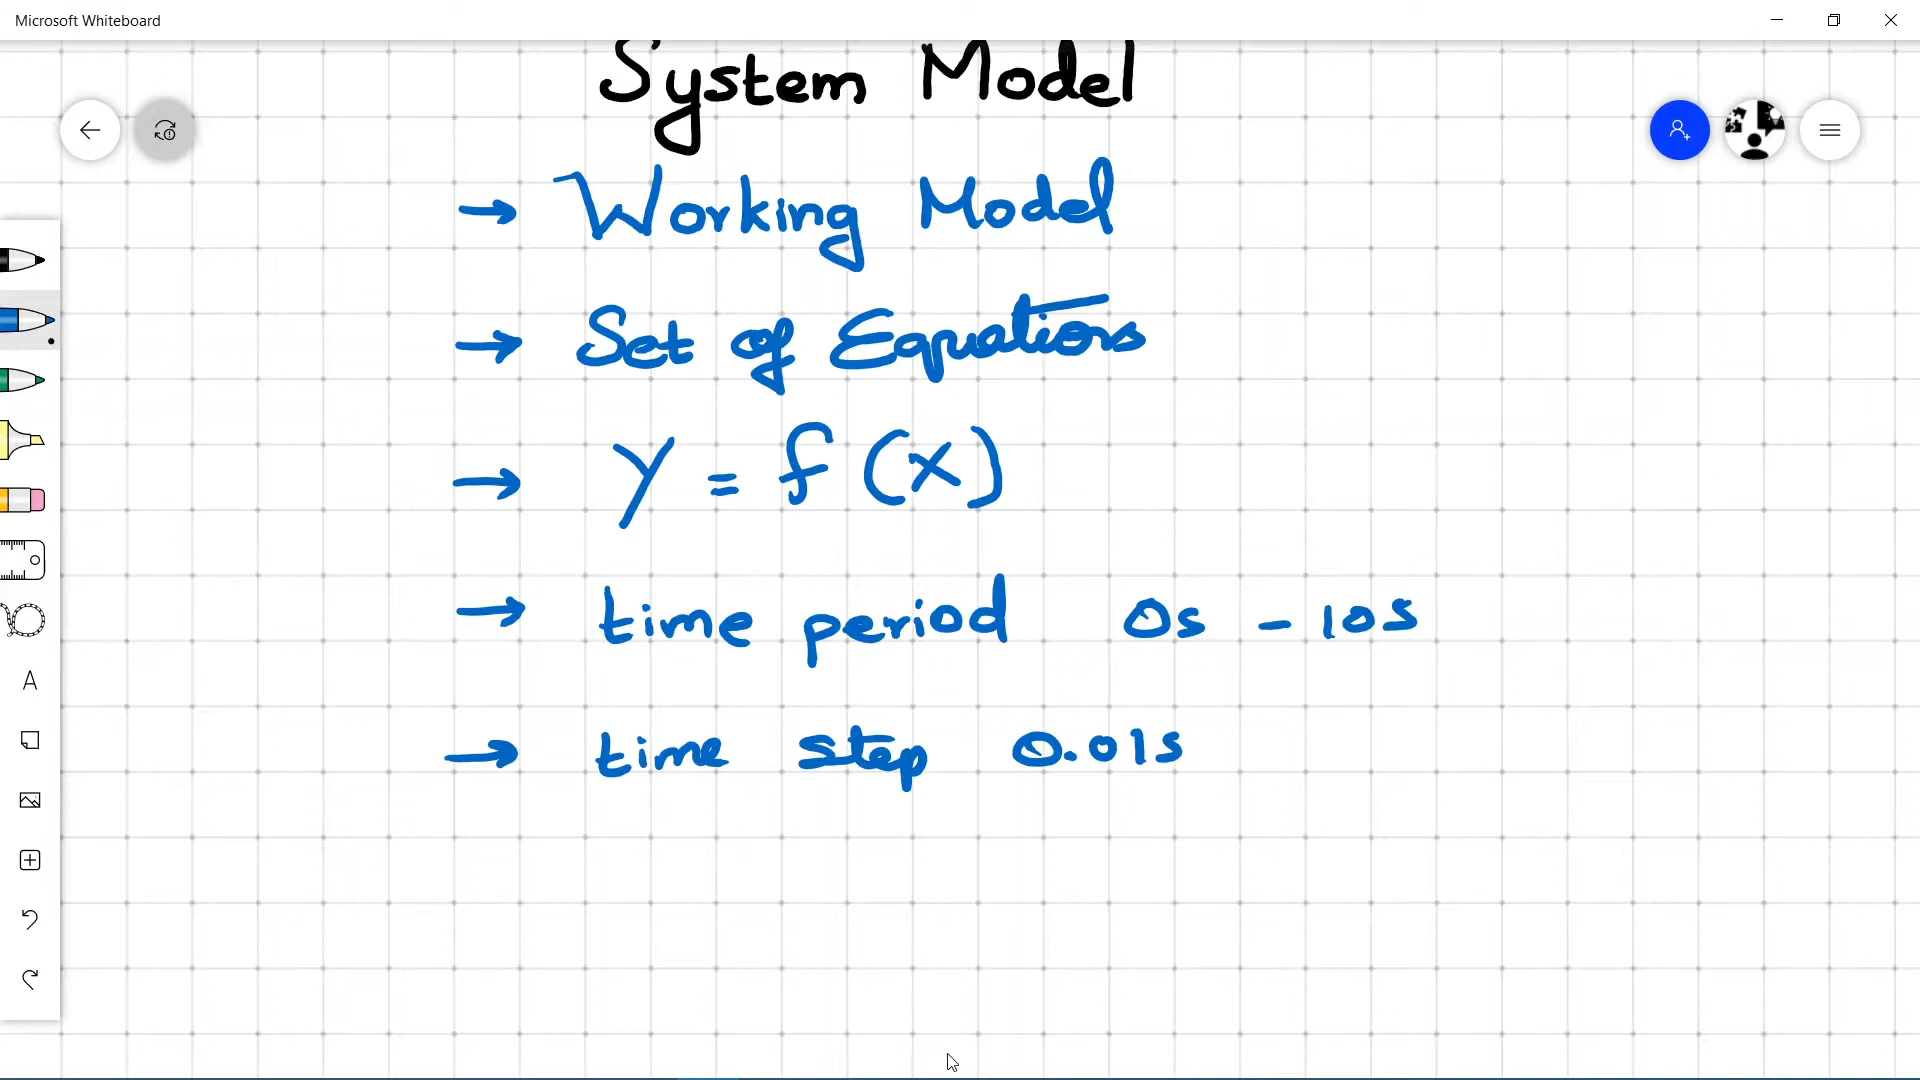 Microsoft Whiteboard
System Model
→ Working Model
→ Set of Equations
→ y = f (x)
→ time period 0s - 10s
→ time step 0.01s
A